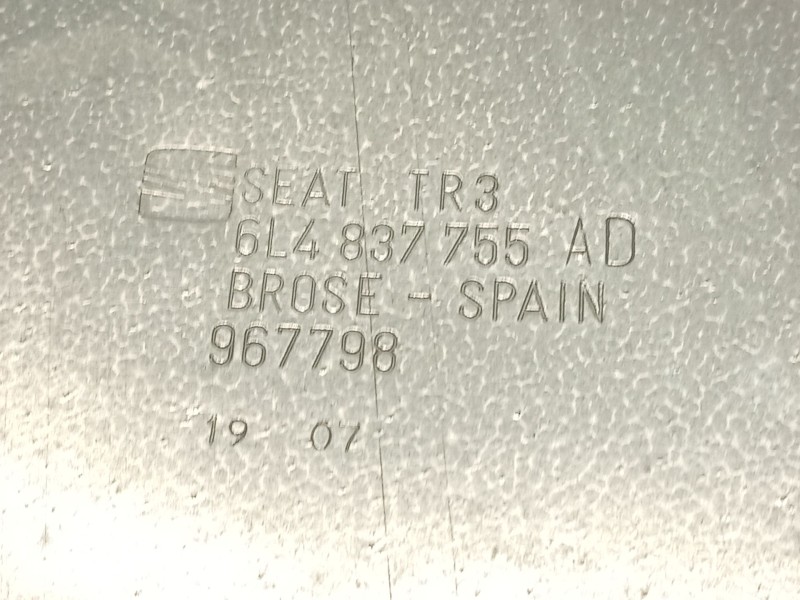 SEAT TR3
6L4 837 755 AD
BROSE - SPAIN
967798
19 07